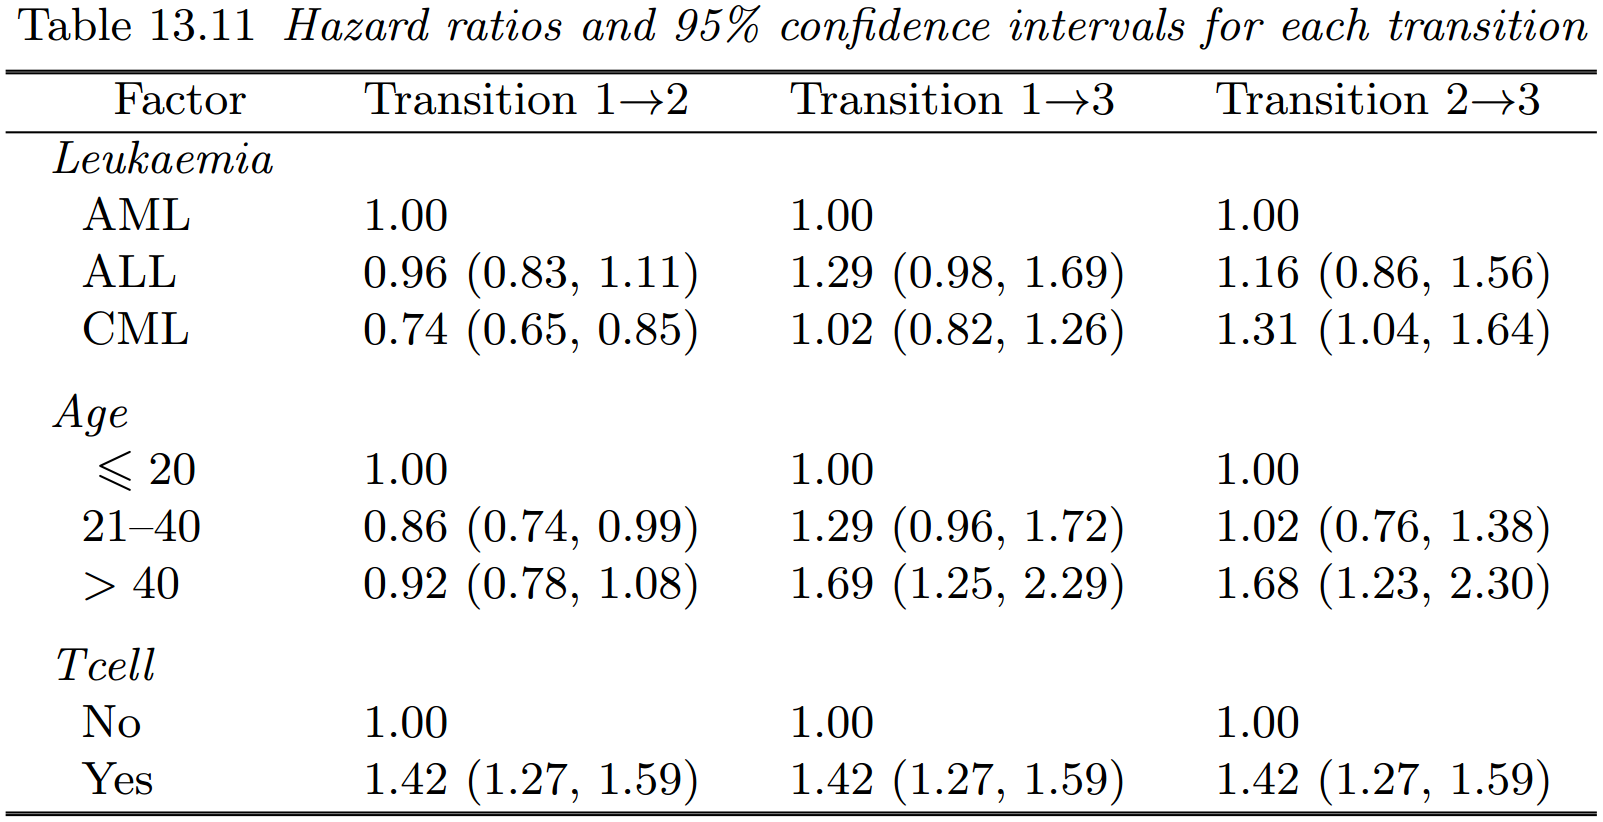 Table 13.11 Hazard ratios and 95% confidence intervals for each transition
Factor Transition 1→2 Transition 1→3 Transition 2→3
Leukaemia
AML 1.00 1.00 1.00
ALL 0.96 (0.83, 1.11) 1.29 (0.98, 1.69) 1.16 (0.86, 1.56)
CML 0.74 (0.65, 0.85) 1.02 (0.82, 1.26) 1.31 (1.04, 1.64)
Age
⩽ 20 1.00 1.00 1.00
21–40 0.86 (0.74, 0.99) 1.29 (0.96, 1.72) 1.02 (0.76, 1.38)
> 40 0.92 (0.78, 1.08) 1.69 (1.25, 2.29) 1.68 (1.23, 2.30)
Tcell
No 1.00 1.00 1.00
Yes 1.42 (1.27, 1.59) 1.42 (1.27, 1.59) 1.42 (1.27, 1.59)